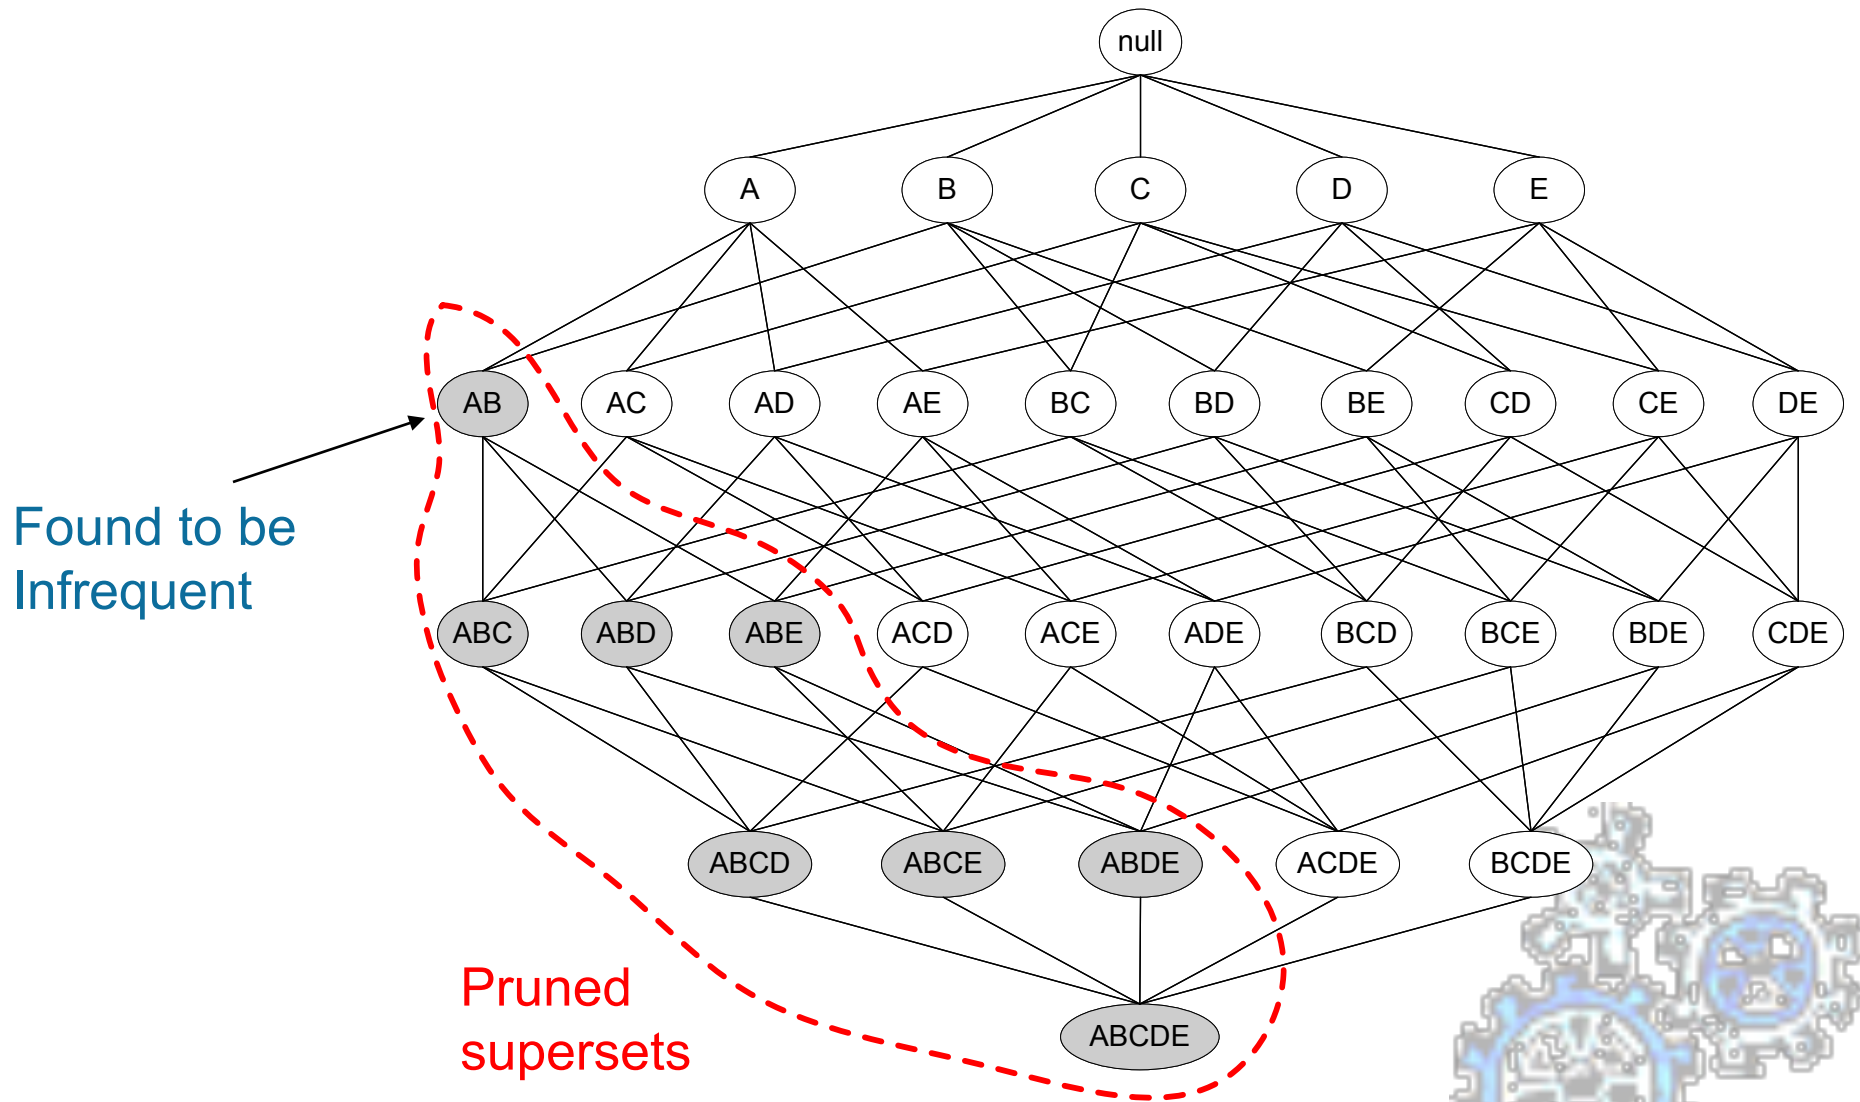 null
A B C D E
AB AC AD AE BC BD BE CD CE DE
Found to be
Infrequent
ABC ABD ABE ACD ACE ADE BCD BCE BDE CDE
ABCD ABCE ABDE ACDE BCDE
Pruned
supersets
ABCDE